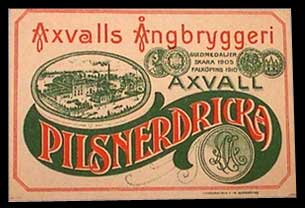 Axvalls Ångbryggeri
GULDMEDALJER
SKARA 1905
FALKÖPING 1910
AXVALL
PILSNERDRICKA